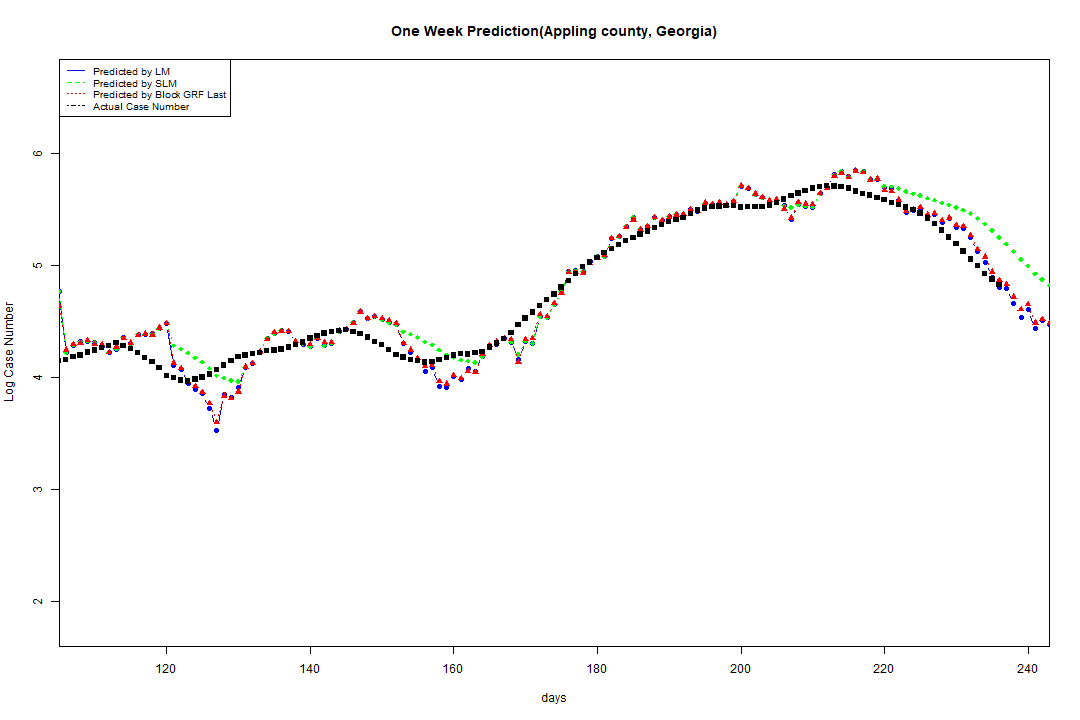 One Week Prediction(Appling county, Georgia)
Predicted by LM
Predicted by SLM
Predicted by Block GRF Last
Actual Case Number
6
5
4
3
2
Log Case Number
120 140 160 180 200 220 240
days